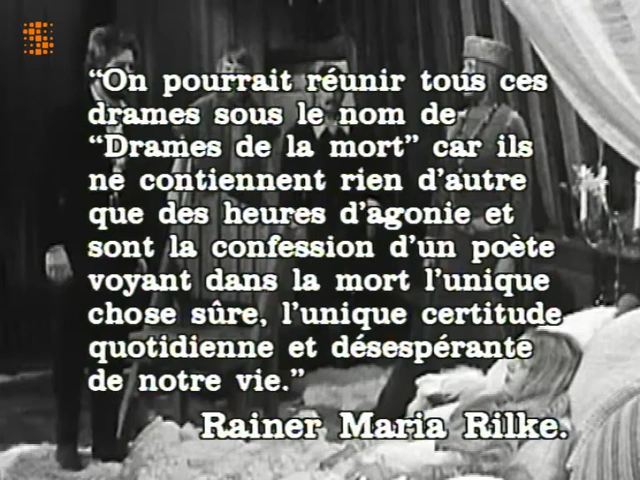 “On pourrait réunir tous ces
drames sous le nom de
“Drames de la mort” car ils
ne contiennent rien d’autre
que des heures d’agonie et
sont la confession d’un poète
voyant dans la mort l’unique
chose sûre, l’unique certitude
quotidienne et désespérante
de notre vie.”
Rainer Maria Rilke.